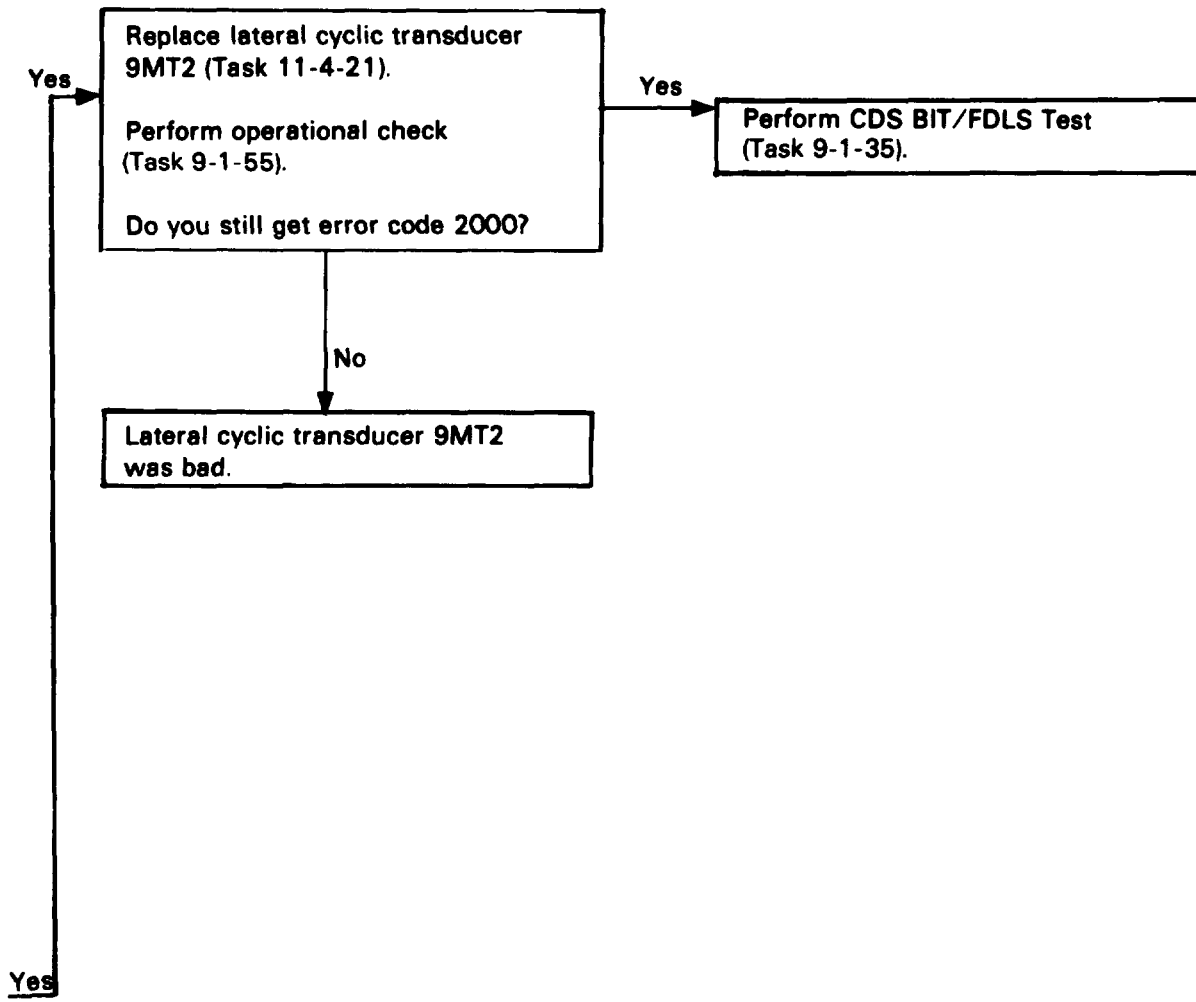 Replace lateral cyclic transducer
9MT2 (Task 11-4-21).
Perform operational check
(Task 9-1-55).
Do you still get error code 2000?
Yes
Yes
Perform CDS BIT/FDLS Test
(Task 9-1-35).
No
Lateral cyclic transducer 9MT2
was bad.
Yes